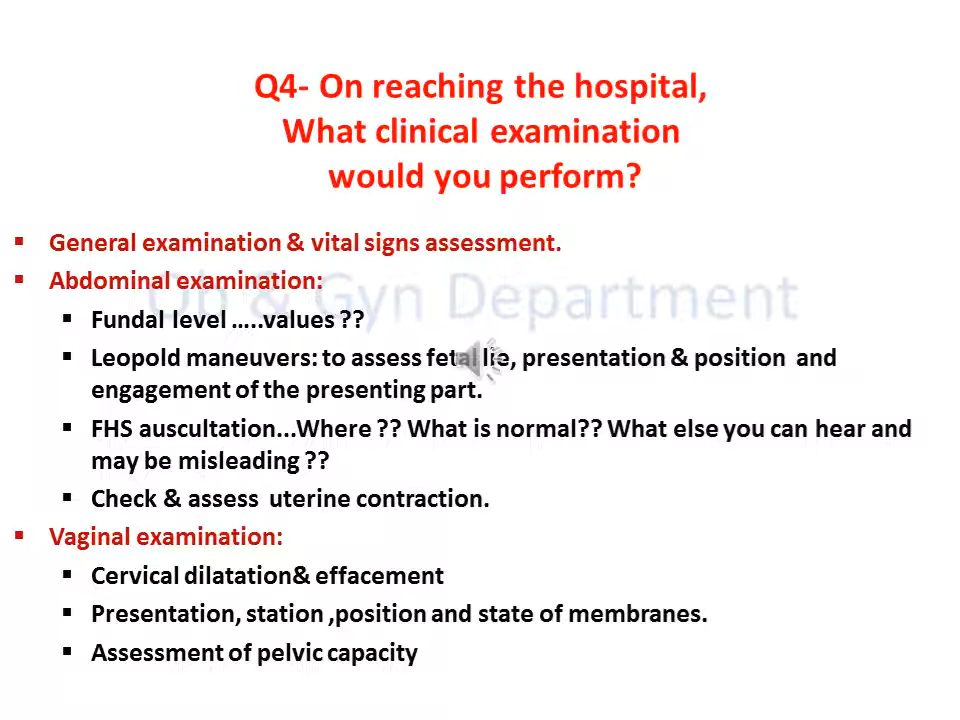 Q4- On reaching the hospital,
What clinical examination
would you perform?
▪ General examination & vital signs assessment.
▪ Abdominal examination:
Ob & Gyn Department
▪ Fundal level …..values ??
▪ Leopold maneuvers: to assess fetal lie, presentation & position and
engagement of the presenting part.
▪ FHS auscultation...Where ?? What is normal?? What else you can hear and
may be misleading ??
▪ Check & assess uterine contraction.
▪ Vaginal examination:
▪ Cervical dilatation& effacement
▪ Presentation, station ,position and state of membranes.
▪ Assessment of pelvic capacity